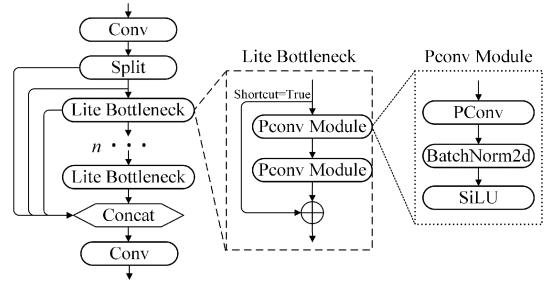 Conv
Split
Lite Bottleneck
n ···
Lite Bottleneck
Concat
Conv
Lite Bottleneck
Shortcut=True
Pconv Module
Pconv Module
Pconv Module
PConv
BatchNorm2d
SiLU